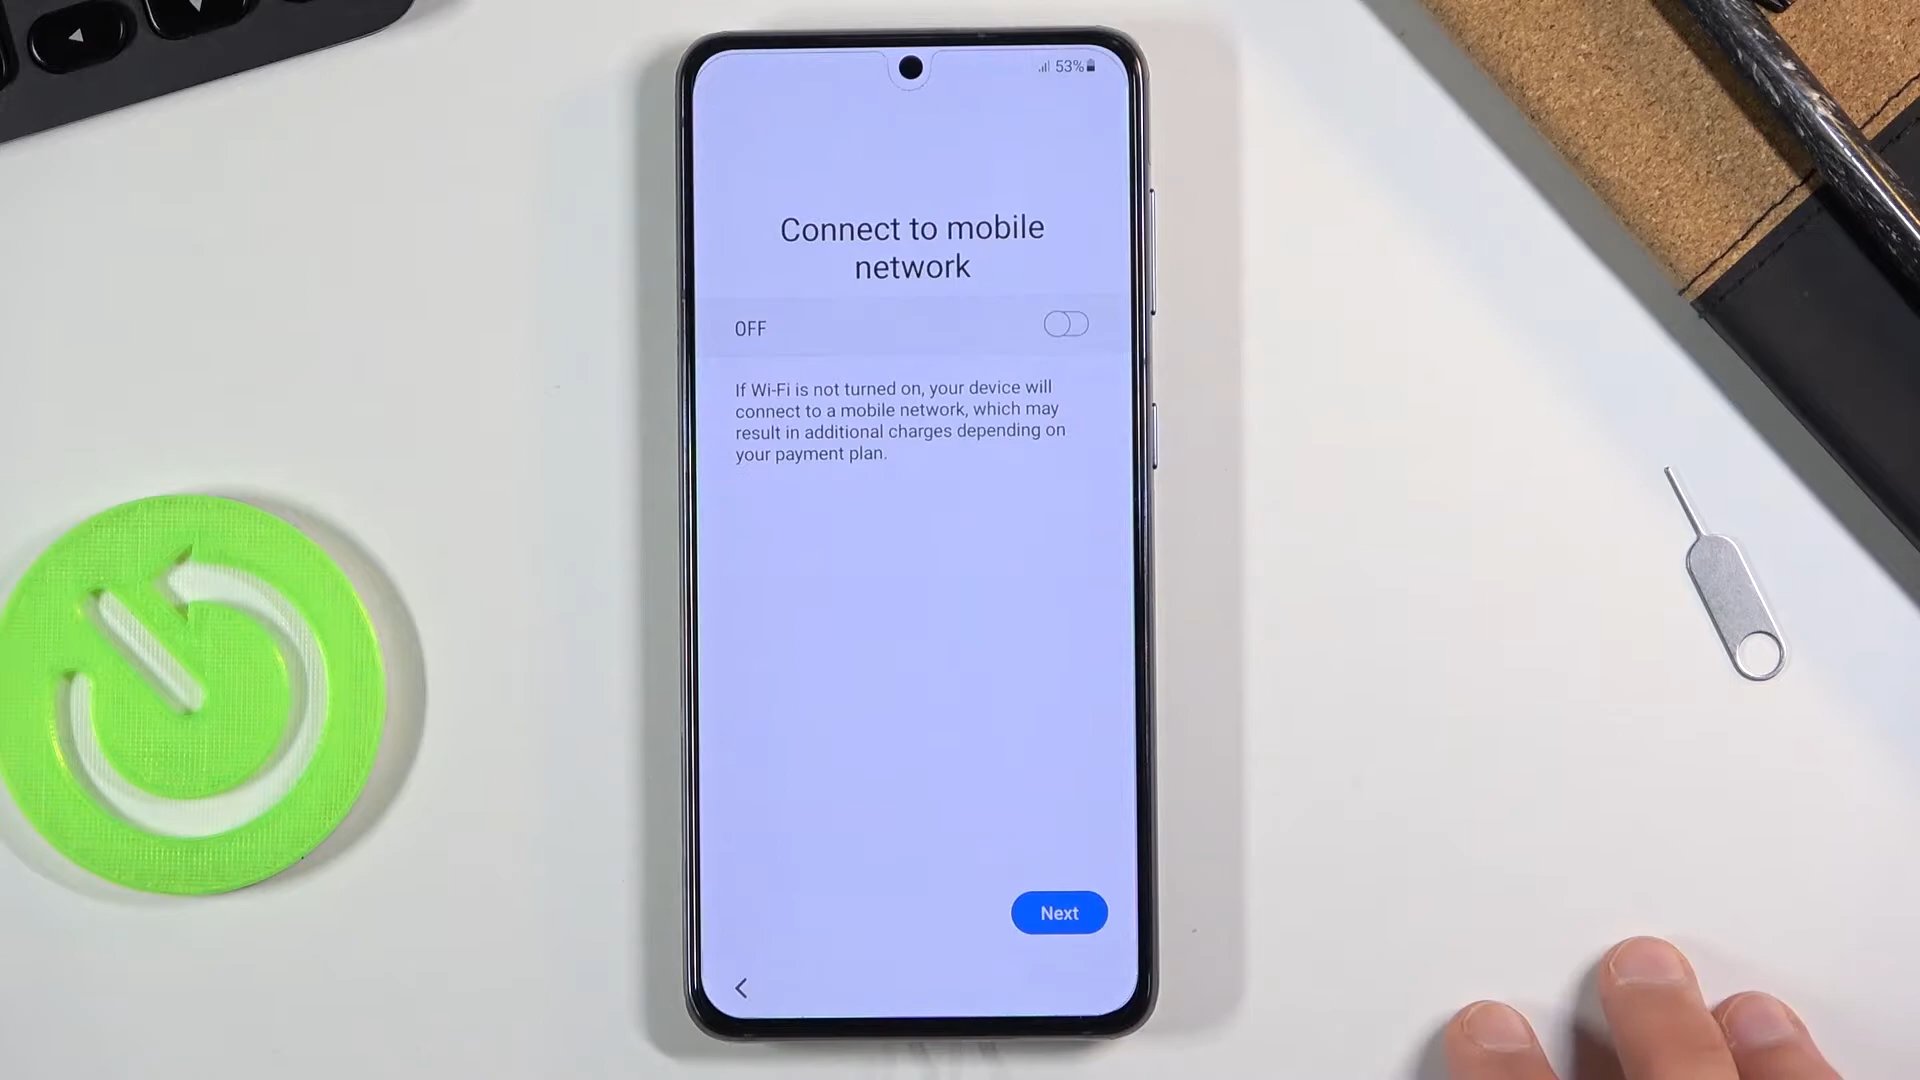 53%
Connect to mobile
network
OFF
If Wi-Fi is not turned on, your device will
connect to a mobile network, which may
result in additional charges depending on
your payment plan.
Next